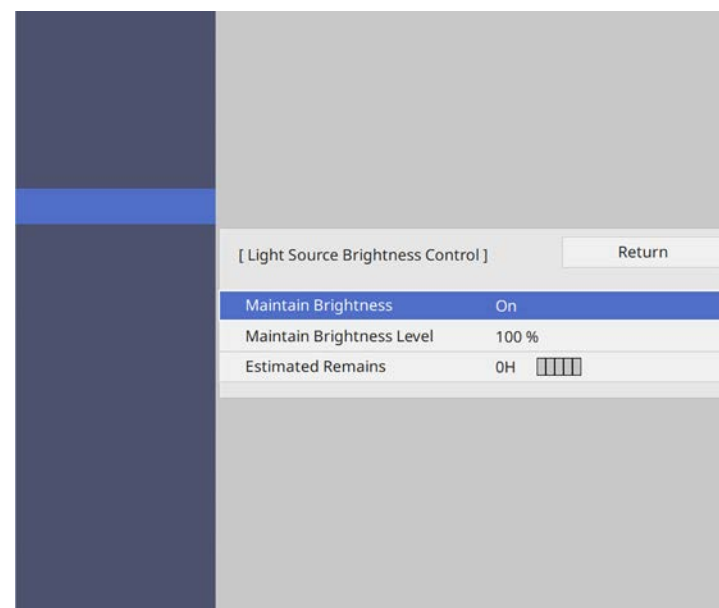 [ Light Source Brightness Control ] Return
Maintain Brightness On
Maintain Brightness Level 100 %
Estimated Remains 0H